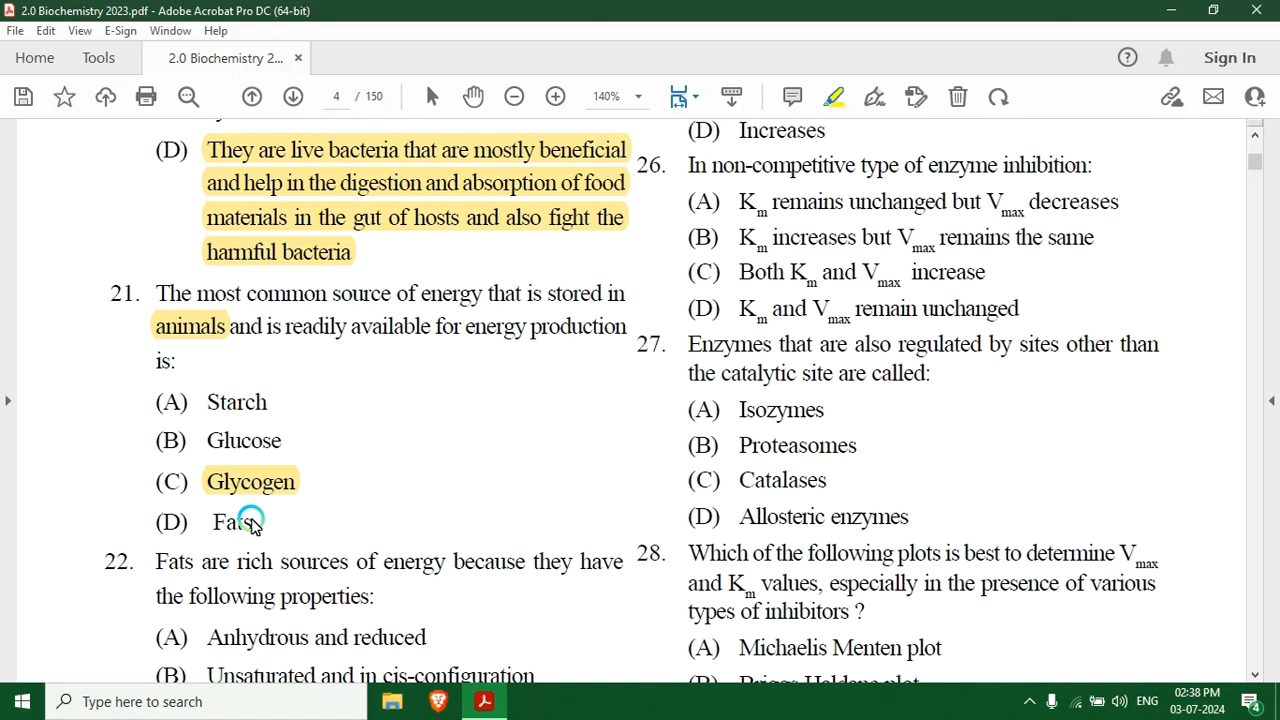 2.0 Biochemistry 2023.pdf - Adobe Acrobat Pro DC (64-bit)
File Edit View E-Sign Window Help
Home Tools 2.0 Biochemistry 2... × Sign In
4 / 150 140%
(D) They are live bacteria that are mostly beneficial
and help in the digestion and absorption of food
materials in the gut of hosts and also fight the
harmful bacteria
21. The most common source of energy that is stored in
animals and is readily available for energy production
is:
(A) Starch
(B) Glucose
(C) Glycogen
(D) Fats
22. Fats are rich sources of energy because they have
the following properties:
(A) Anhydrous and reduced
(B) Unsaturated and in cis-configuration
(D) Increases
26. In non-competitive type of enzyme inhibition:
(A) Km remains unchanged but Vmax decreases
(B) Km increases but Vmax remains the same
(C) Both Km and Vmax increase
(D) Km and Vmax remain unchanged
27. Enzymes that are also regulated by sites other than
the catalytic site are called:
(A) Isozymes
(B) Proteasomes
(C) Catalases
(D) Allosteric enzymes
28. Which of the following plots is best to determine Vmax
and Km values, especially in the presence of various
types of inhibitors ?
(A) Michaelis Menten plot
Type here to search
ENG
02:38 PM
03-07-2024
4